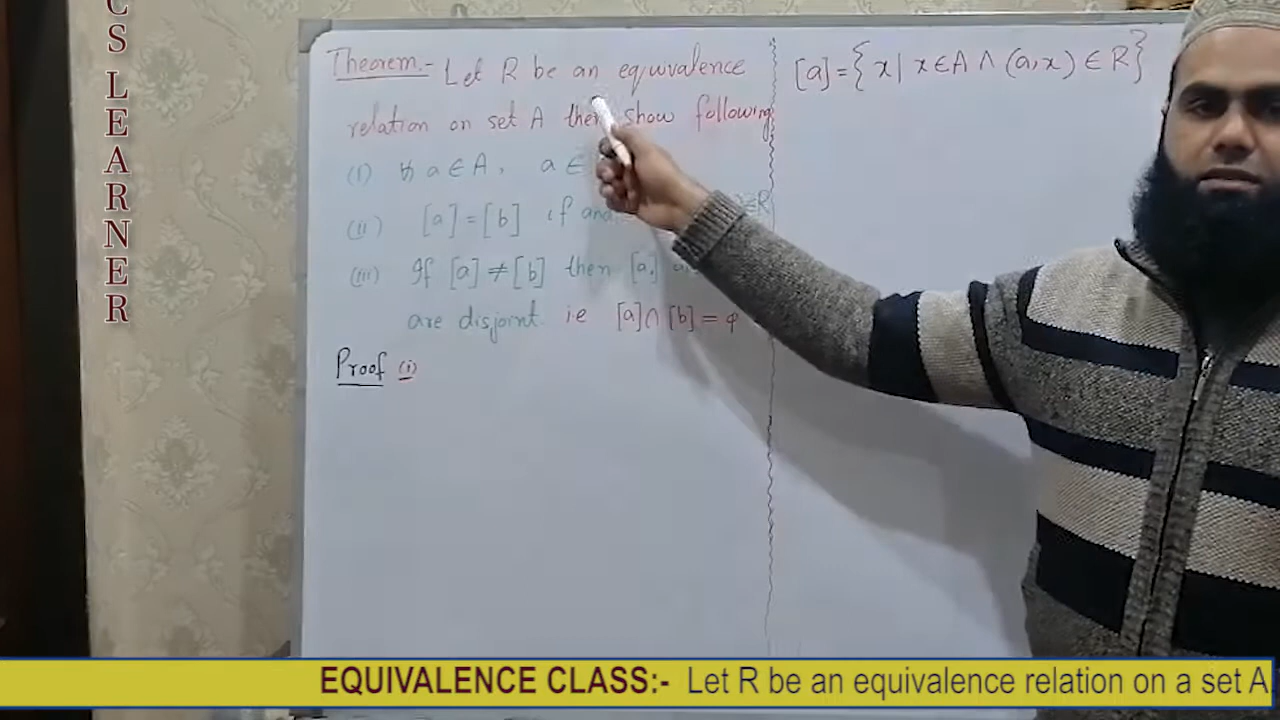 CS LEARNER
Theorem:- Let R be an equivalence
relation on set A then show following
(i) ∀ a ∈ A, a ∈
(ii) [a] = [b] if and ∈R
(iii) If [a] ≠ [b] then [a]
are disjoint i.e [a] ∩ [b] = φ
Proof (i)
[a] = { x | x ∈ A ∧ (a, x) ∈ R }
EQUIVALENCE CLASS:- Let R be an equivalence relation on a set A.